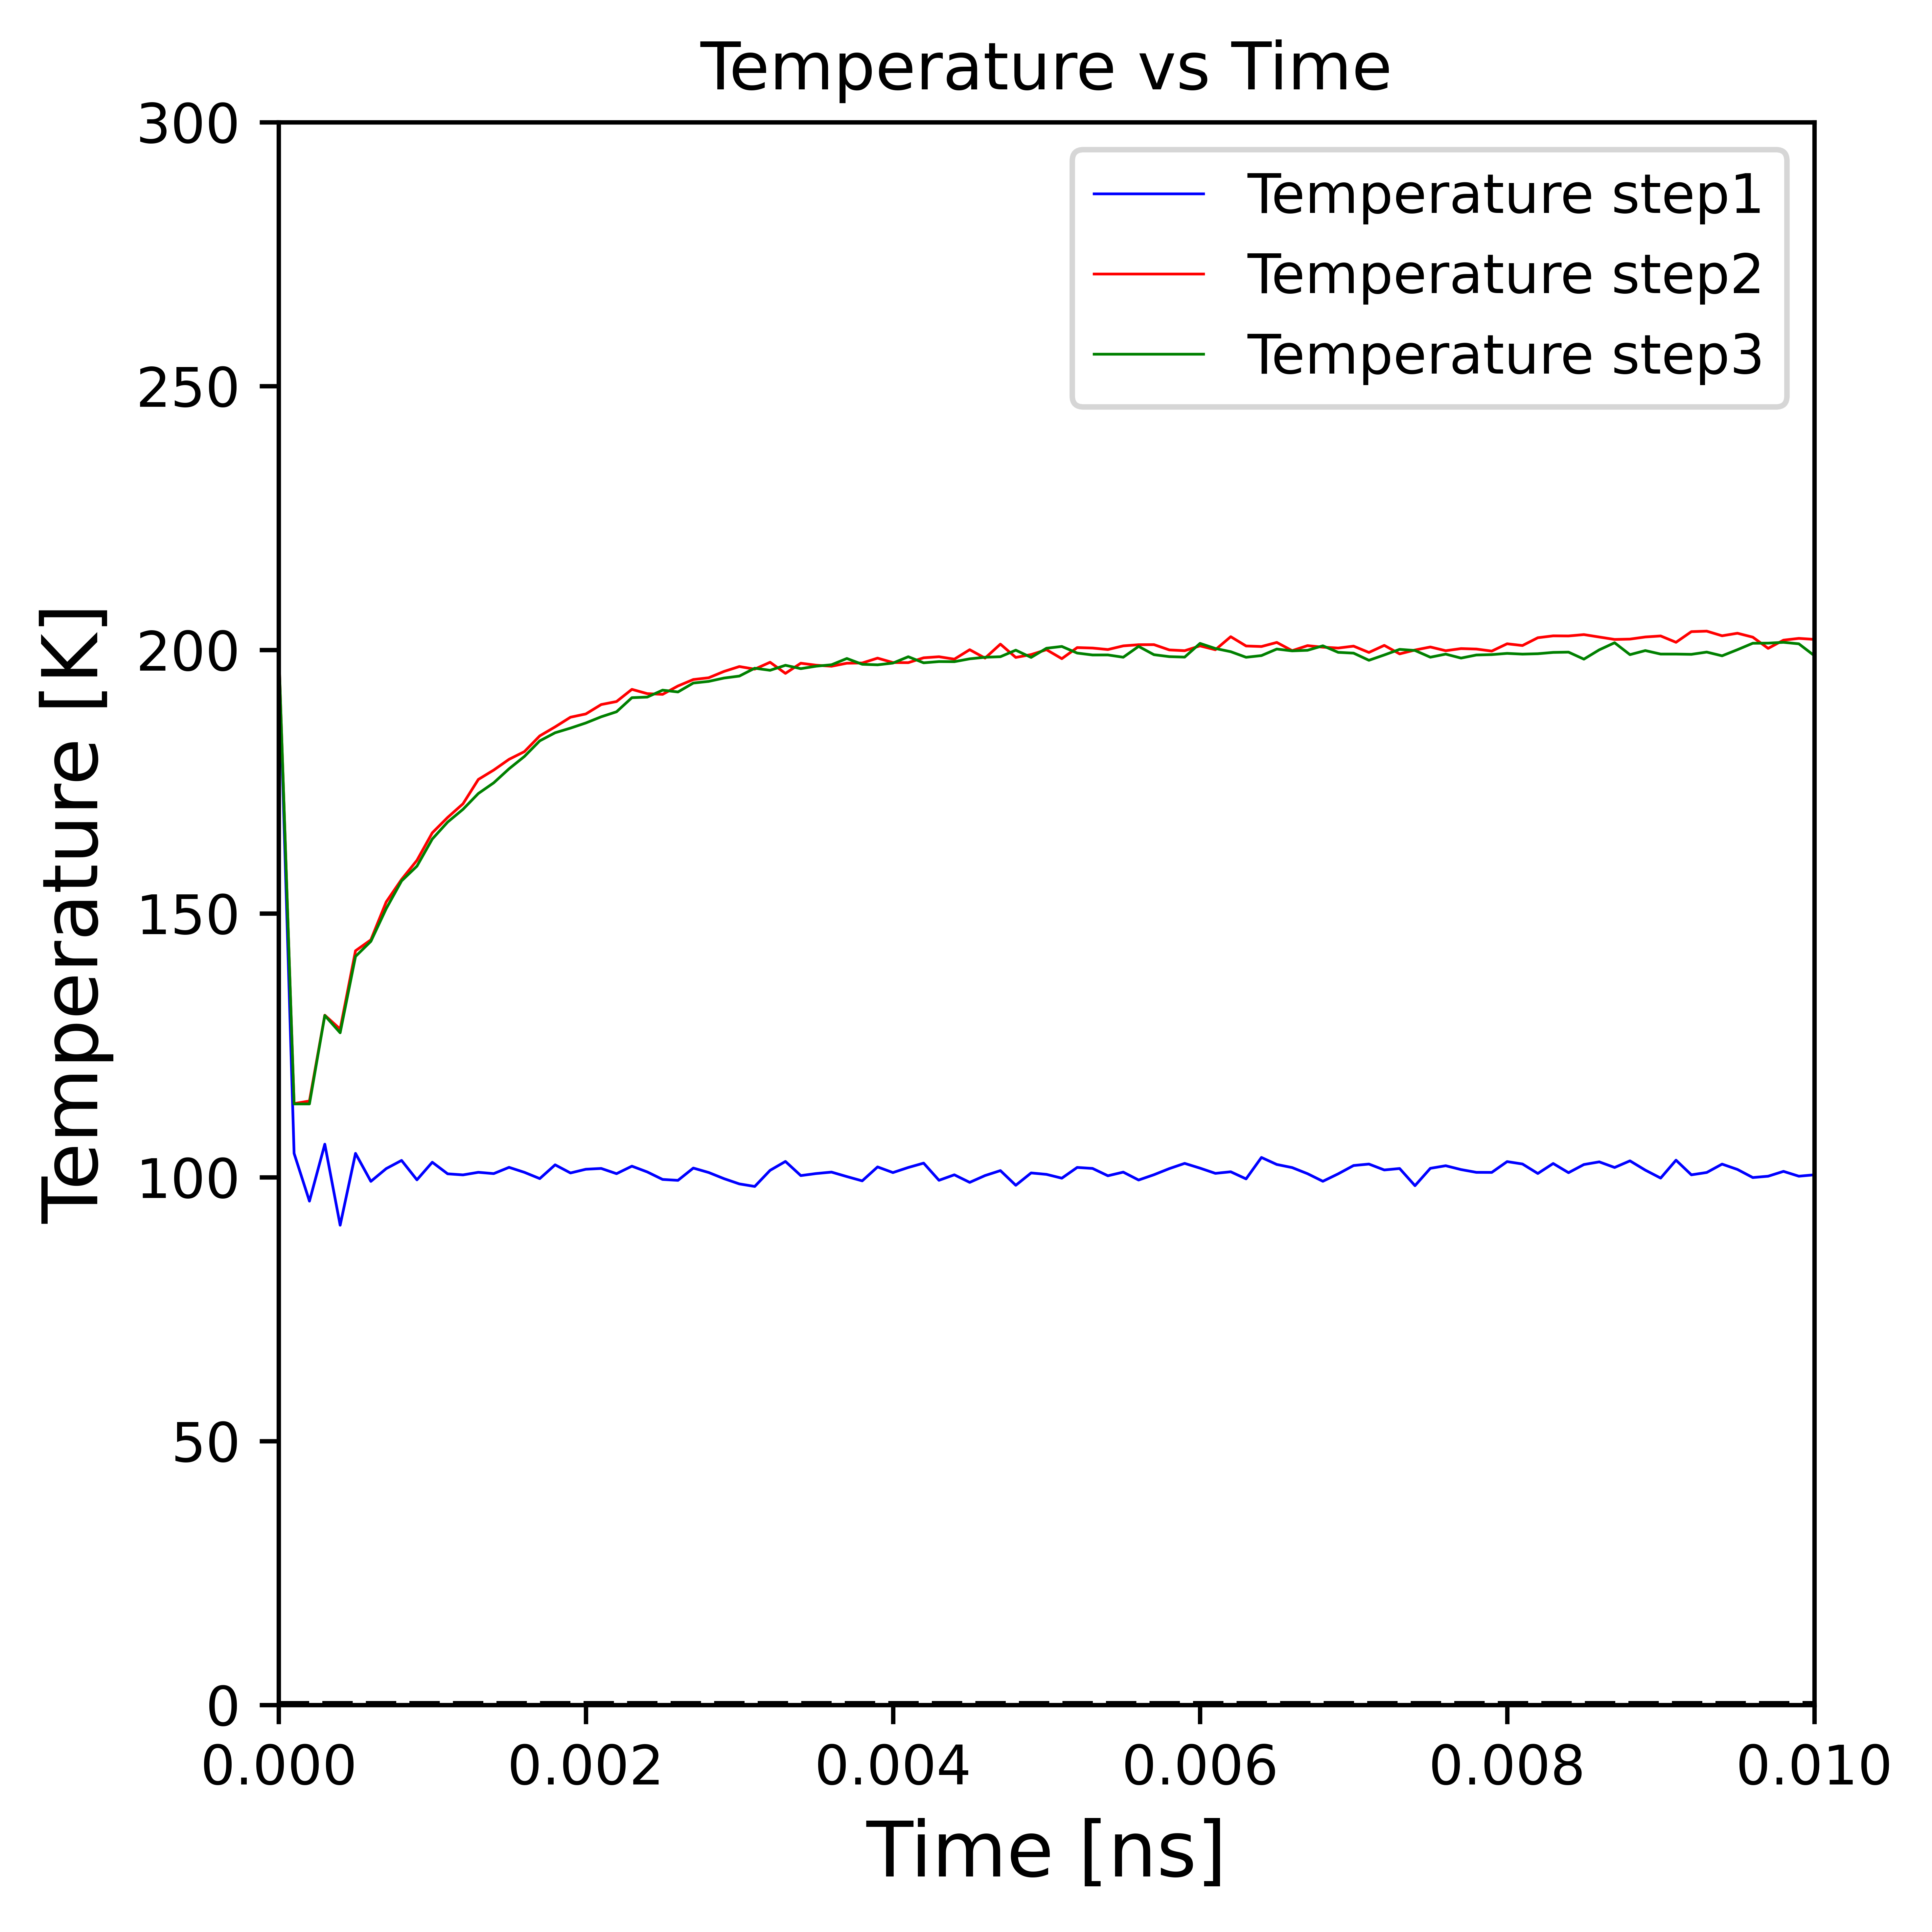 Temperature vs Time
300
250
200
150
100
50
0
Temperature [K]
Temperature step1
Temperature step2
Temperature step3
0.000 0.002 0.004 0.006 0.008 0.010
Time [ns]